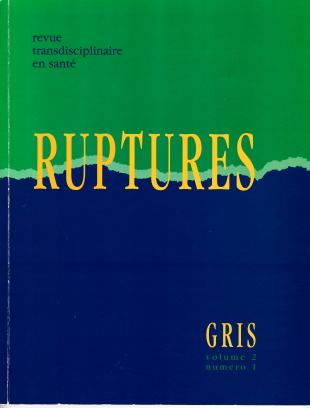 revue
transdisciplinaire
en santé
RUPTURES
GRIS
volume 2
numéro 1